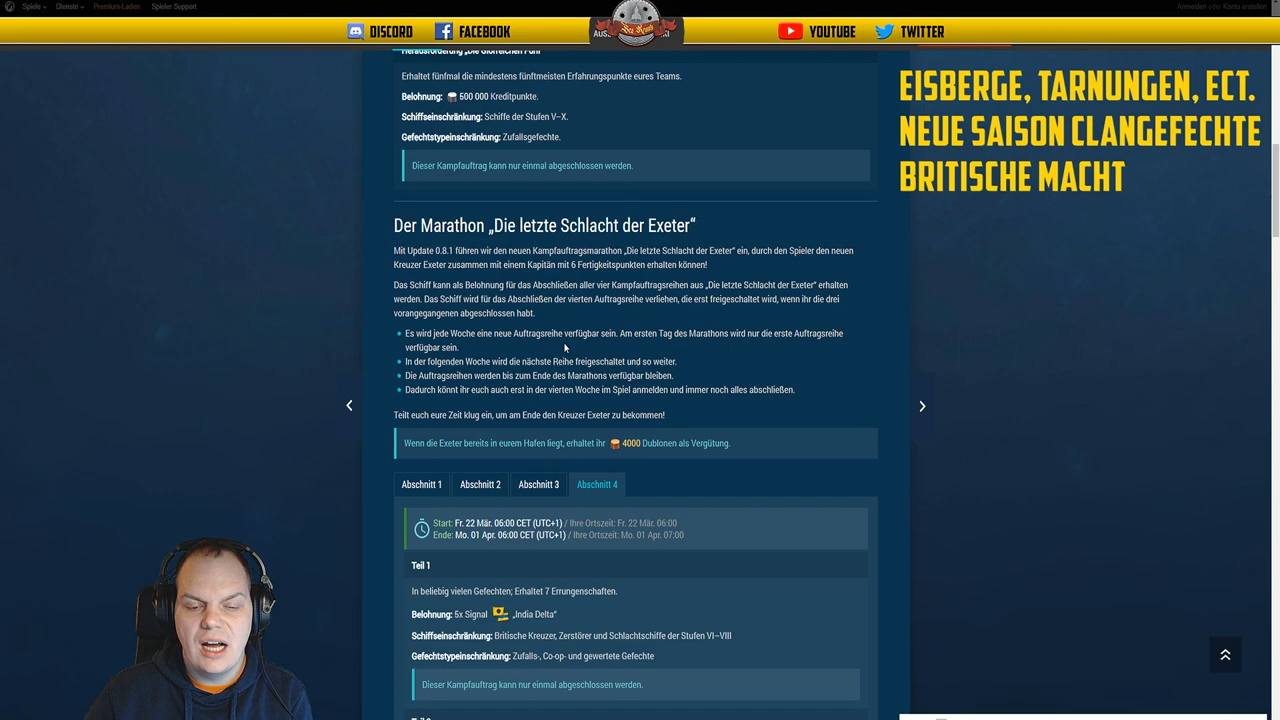 Spiele
Dienste
Premium-Laden
Spieler Support
Anmelden oder Konto erstellen
DISCORD
FACEBOOK
YOUTUBE
TWITTER
Herausforderung „Die Glorreichen Fünf“
Erhaltet fünfmal die mindestens fünftmeisten Erfahrungspunkte eures Teams.
Belohnung: 500 000 Kreditpunkte.
Schiffseinschränkung: Schiffe der Stufen V–X.
Gefechtstypeinschränkung: Zufallsgefechte.
Dieser Kampfauftrag kann nur einmal abgeschlossen werden.
EISBERGE, TARNUNGEN, ECT.
NEUE SAISON CLANGEFECHTE
BRITISCHE MACHT
Der Marathon „Die letzte Schlacht der Exeter“
Mit Update 0.8.1 führen wir den neuen Kampfauftragsmarathon „Die letzte Schlacht der Exeter“ ein, durch den Spieler den neuen
Kreuzer Exeter zusammen mit einem Kapitän mit 6 Fertigkeitspunkten erhalten können!
Das Schiff kann als Belohnung für das Abschließen aller vier Kampfauftragsreihen aus „Die letzte Schlacht der Exeter“ erhalten
werden. Das Schiff wird für das Abschließen der vierten Auftragsreihe verliehen, die erst freigeschaltet wird, wenn ihr die drei
vorangegangenen abgeschlossen habt.
Es wird jede Woche eine neue Auftragsreihe verfügbar sein. Am ersten Tag des Marathons wird nur die erste Auftragsreihe
verfügbar sein.
In der folgenden Woche wird die nächste Reihe freigeschaltet und so weiter.
Die Auftragsreihen werden bis zum Ende des Marathons verfügbar bleiben.
Dadurch könnt ihr euch auch erst in der vierten Woche im Spiel anmelden und immer noch alles abschließen.
Teilt euch eure Zeit klug ein, um am Ende den Kreuzer Exeter zu bekommen!
Wenn die Exeter bereits in eurem Hafen liegt, erhaltet ihr 4000 Dublonen als Vergütung.
Abschnitt 1
Abschnitt 2
Abschnitt 3
Abschnitt 4
Start: Fr. 22 Mär. 06:00 CET (UTC+1) / Ihre Ortszeit: Fr. 22 Mär. 06:00
Ende: Mo. 01 Apr. 06:00 CET (UTC+1) / Ihre Ortszeit: Mo. 01 Apr. 07:00
Teil 1
In beliebig vielen Gefechten; Erhaltet 7 Errungenschaften.
Belohnung: 5x Signal „India Delta“
Schiffseinschränkung: Britische Kreuzer, Zerstörer und Schlachtschiffe der Stufen VI–VIII
Gefechtstypeinschränkung: Zufalls-, Co-op- und gewertete Gefechte
Dieser Kampfauftrag kann nur einmal abgeschlossen werden.